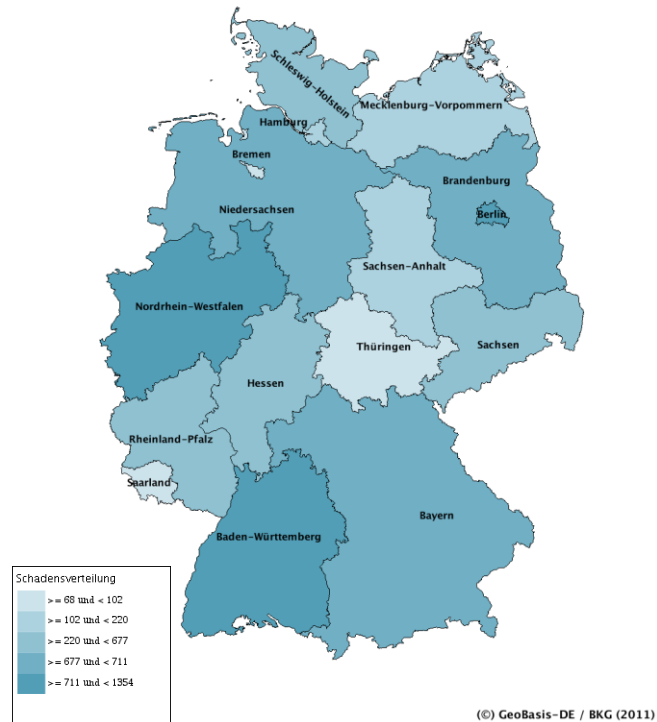 Schleswig-Holstein
Mecklenburg-Vorpommern
Hamburg
Bremen
Brandenburg
Niedersachsen
Berlin
Sachsen-Anhalt
Nordrhein-Westfalen
Thüringen
Sachsen
Hessen
Rheinland-Pfalz
Saarland
Bayern
Baden-Württemberg
Schadensverteilung
>= 68 und < 102
>= 102 und < 220
>= 220 und < 677
>= 677 und < 711
>= 711 und < 1354
(©) GeoBasis-DE / BKG (2011)